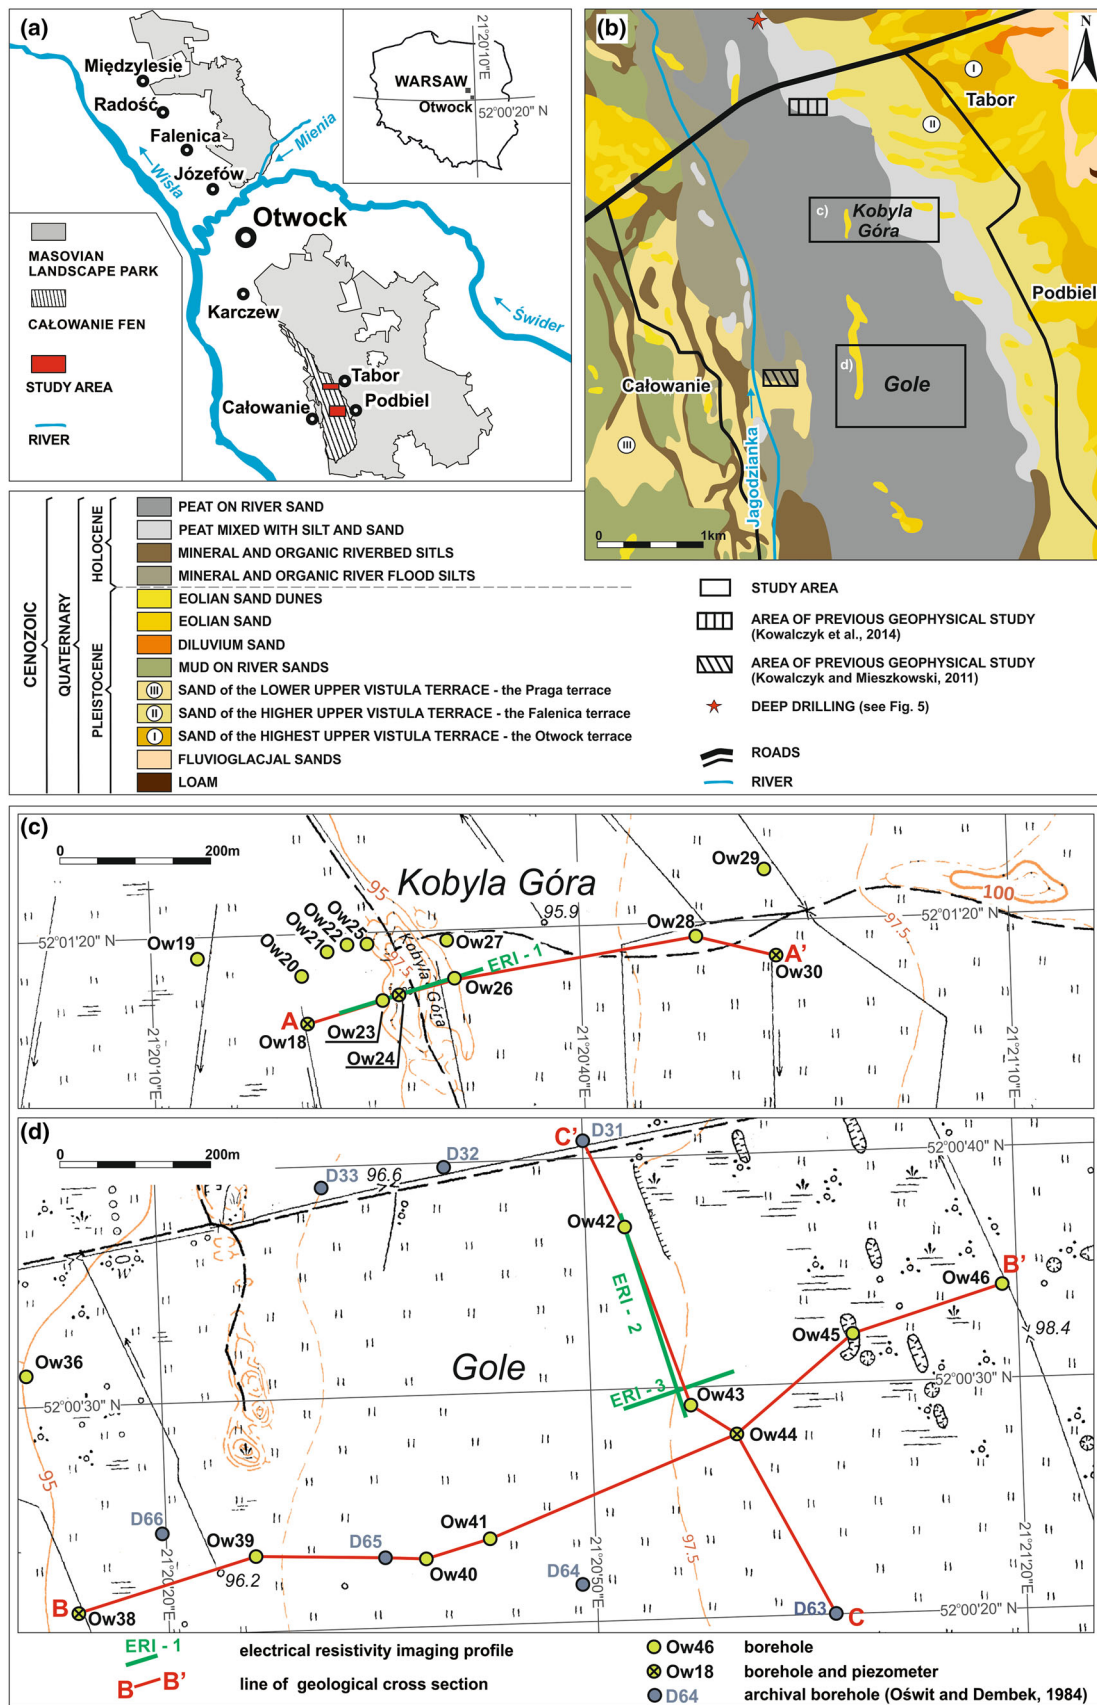 (a)
Międzylesie
Radość
Falenica
Józefów
Mienia
Wisła
Otwock
Karczew
Świder
Tabor
Podbiel
Całowanie
WARSAW
Otwock
21°20'10"E
52°00'20"N
MASOVIAN
LANDSCAPE PARK
CAŁOWANIE FEN
STUDY AREA
RIVER
(b)
N
I
Tabor
II
c)
Kobyla
Góra
Podbiel
d)
Gole
Całowanie
III
Jagodzianka
0
1km
CENOZOIC
QUATERNARY
HOLOCENE
PLEISTOCENE
PEAT ON RIVER SAND
PEAT MIXED WITH SILT AND SAND
MINERAL AND ORGANIC RIVERBED SITLS
MINERAL AND ORGANIC RIVER FLOOD SILTS
EOLIAN SAND DUNES
EOLIAN SAND
DILUVIUM SAND
MUD ON RIVER SANDS
III SAND of the LOWER UPPER VISTULA TERRACE - the Praga terrace
II SAND of the HIGHER UPPER VISTULA TERRACE - the Falenica terrace
I SAND of the HIGHEST UPPER VISTULA TERRACE - the Otwock terrace
FLUVIOGLACJAL SANDS
LOAM
STUDY AREA
AREA OF PREVIOUS GEOPHYSICAL STUDY
(Kowalczyk et al., 2014)
AREA OF PREVIOUS GEOPHYSICAL STUDY
(Kowalczyk and Mieszkowski, 2011)
DEEP DRILLING (see Fig. 5)
ROADS
RIVER
(c)
0
200m
95
Kobyla Góra
95.9
Ow29
100
52°01'20" N
Ow19
Ow20
Ow21
Ow22
Ow25
97.5
Kobyla Góra
Ow27
ERI - 1
Ow28
97.5
52°01'20" N
A'
Ow30
Ow26
A
Ow18
Ow23
Ow24
21°20'10"E
21°20'40"E
21°21'10"E
(d)
0
200m
C'
D31
D32
D33
96.6
52°00'40" N
Ow42
ERI - 2
B'
Ow46
Ow45
98.4
Ow36
Gole
52°00'30" N
52°00'30" N
ERI - 3
Ow43
Ow44
95
D66
Ow39
D65
Ow41
Ow40
96.2
D64
97.5
B
Ow38
D63
C
52°00'20" N
21°20'20"E
21°20'50"E
21°21'20"E
ERI - 1
electrical resistivity imaging profile
B B'
line of geological cross section
Ow46
borehole
Ow18
borehole and piezometer
D64
archival borehole (Oświt and Dembek, 1984)